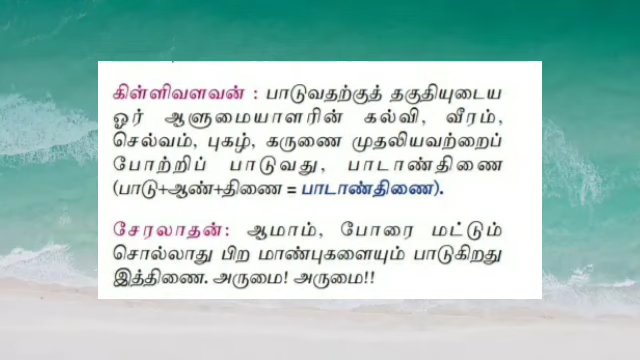 கிள்ளிவளவன் : பாடுவதற்குத் தகுதியுடைய
ஓர் ஆளுமையாளரின் கல்வி, வீரம்,
செல்வம், புகழ், கருணை முதலியவற்றைப்
போற்றிப் பாடுவது, பாடாண்திணை
(பாடு+ஆண்+திணை = பாடாண்திணை).
சேரலாதன்: ஆமாம், போரை மட்டும்
சொல்லாது பிற மாண்புகளையும் பாடுகிறது
இத்திணை. அருமை! அருமை!!